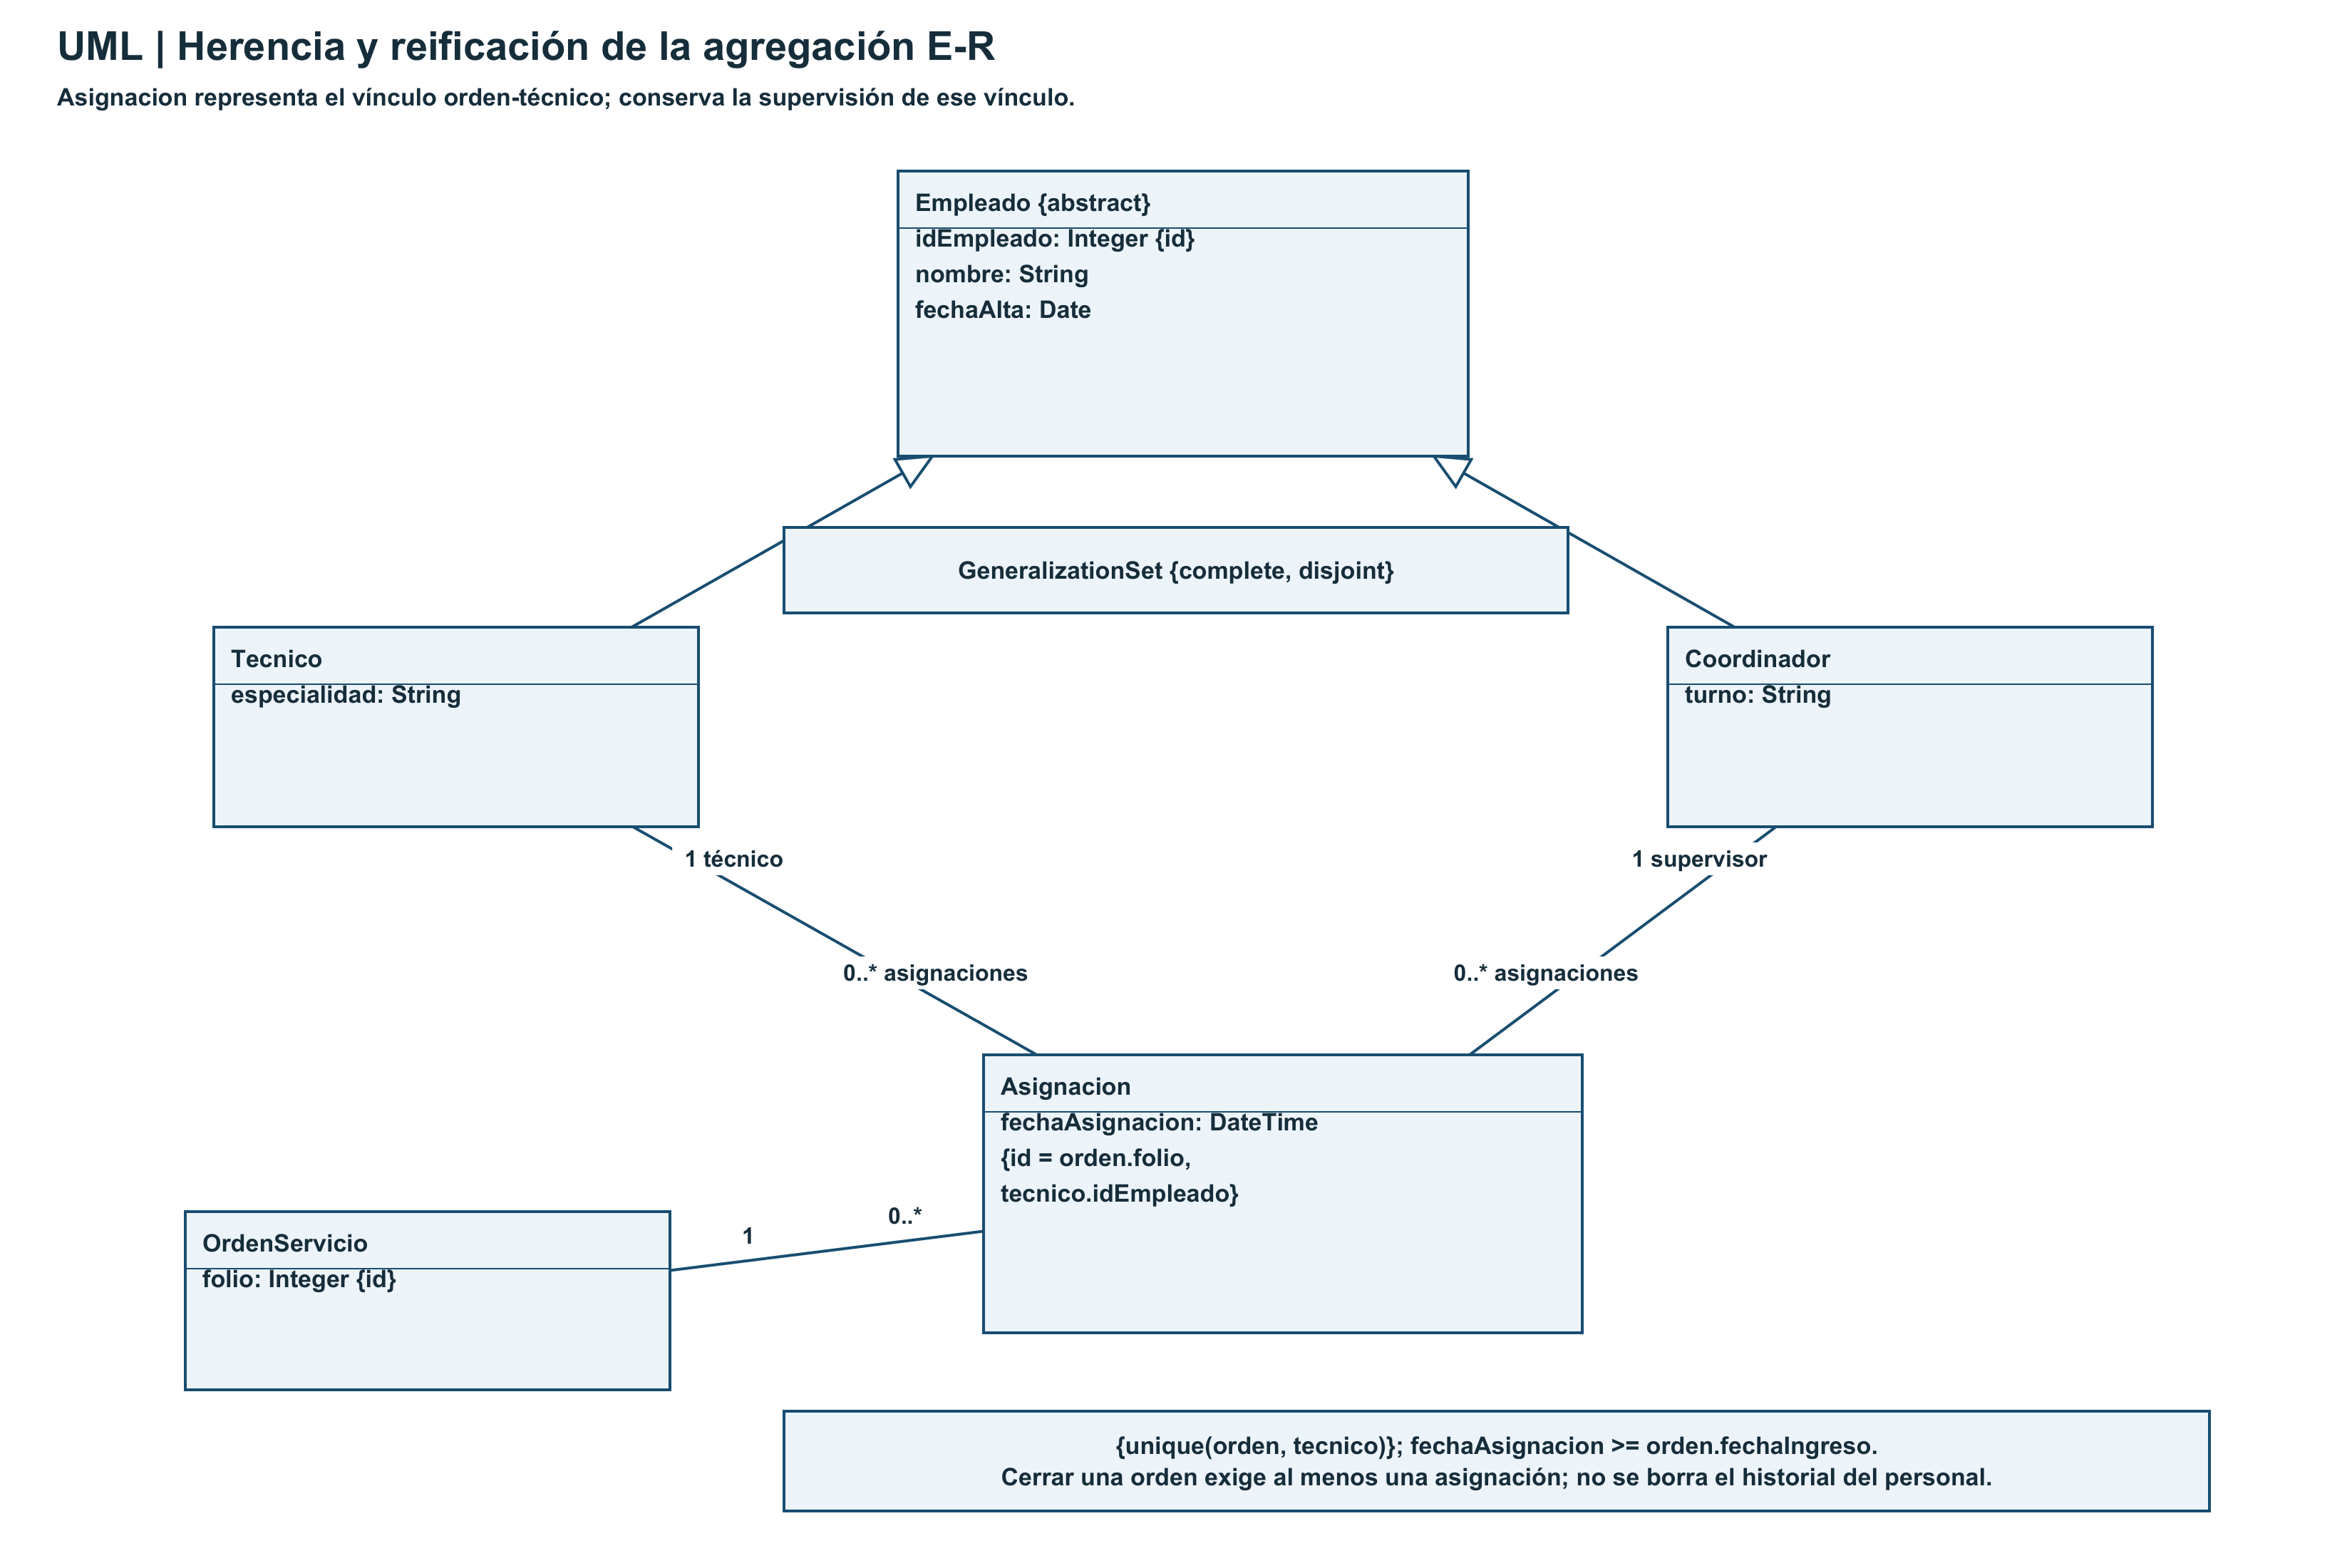 UML | Herencia y reificación de la agregación E-R
Asignacion representa el vínculo orden-técnico; conserva la supervisión de ese vínculo.
Empleado {abstract}
idEmpleado: Integer {id}
nombre: String
fechaAlta: Date
GeneralizationSet {complete, disjoint}
Tecnico
especialidad: String
Coordinador
turno: String
1 técnico
1 supervisor
0..* asignaciones
0..* asignaciones
Asignacion
fechaAsignacion: DateTime
{id = orden.folio,
tecnico.idEmpleado}
OrdenServicio
folio: Integer {id}
1
0..*
{unique(orden, tecnico)}; fechaAsignacion >= orden.fechaIngreso.
Cerrar una orden exige al menos una asignación; no se borra el historial del personal.